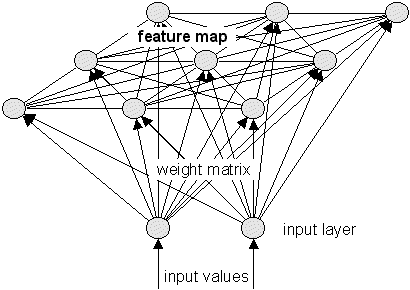 feature map
weight matrix
input layer
input values